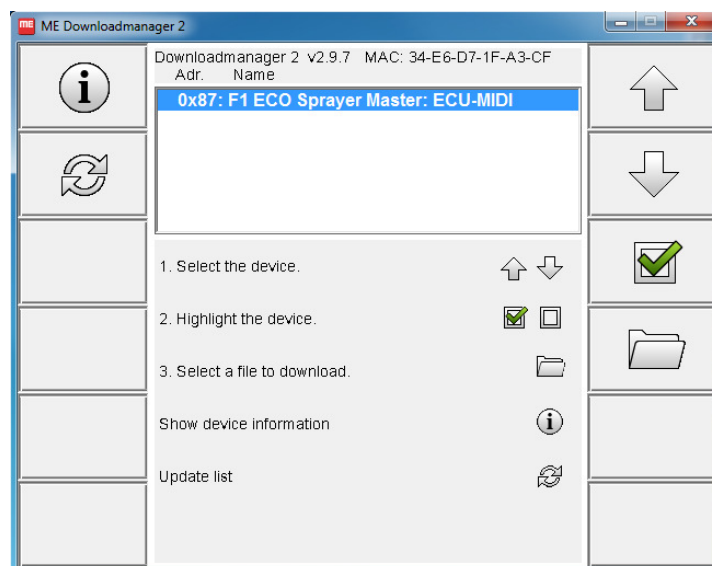 ME ME Downloadmanager 2
Downloadmanager 2 v2.9.7 MAC: 34-E6-D7-1F-A3-CF
Adr. Name
0x87: F1 ECO Sprayer Master: ECU-MIDI
1. Select the device.
2. Highlight the device.
3. Select a file to download.
Show device information
Update list